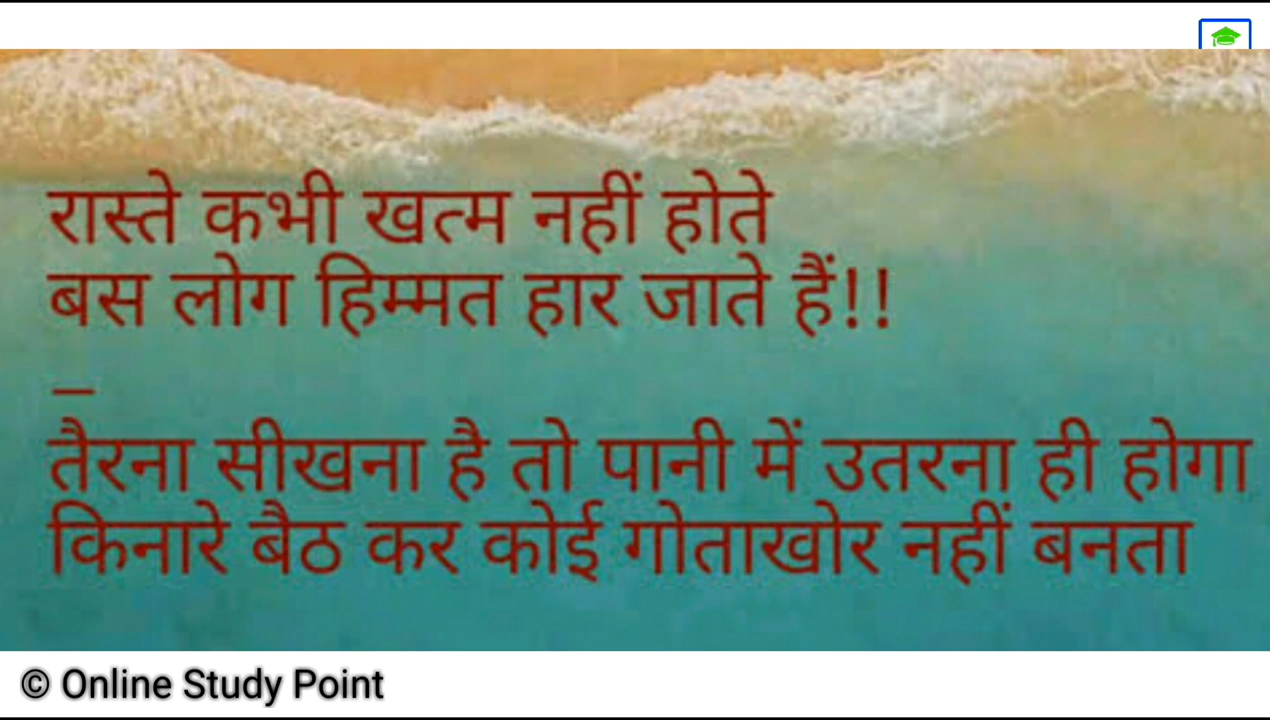 रास्ते कभी खत्म नहीं होते
बस लोग हिम्मत हार जाते हैं!!
–
तैरना सीखना है तो पानी में उतरना ही होगा
किनारे बैठ कर कोई गोताखोर नहीं बनता
© Online Study Point